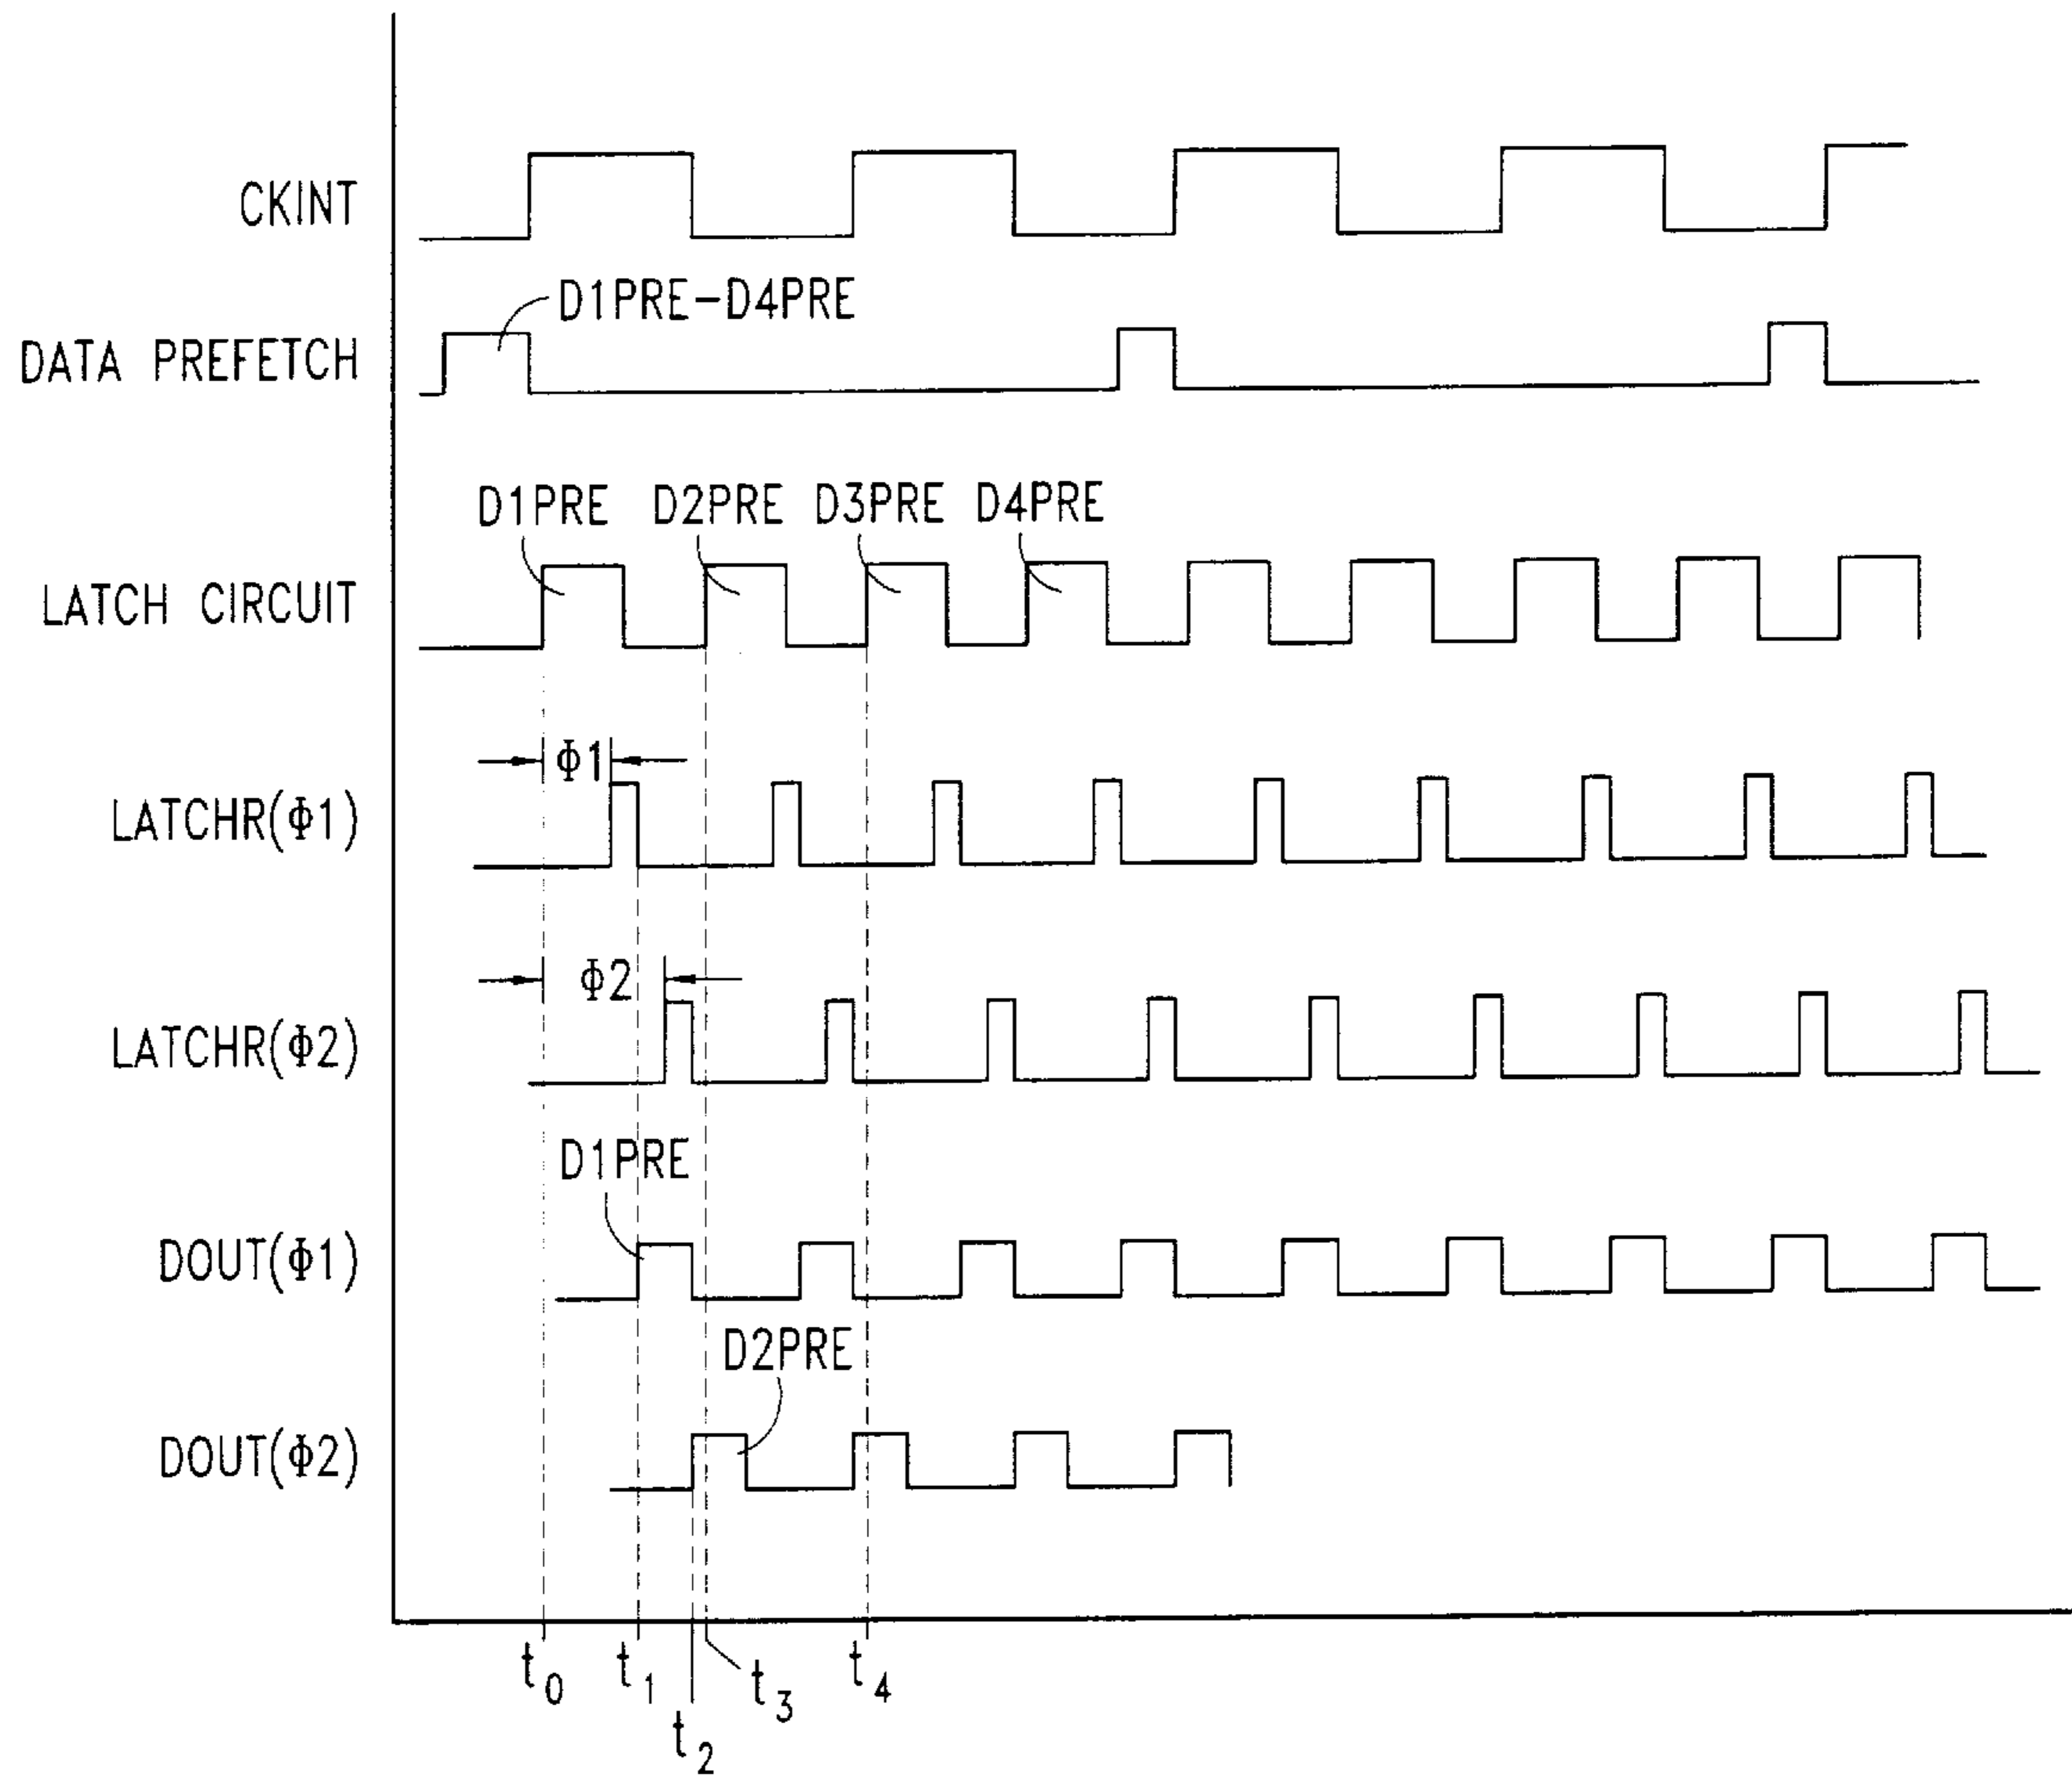 CKINT
D1PRE-D4PRE
DATA PREFETCH
D1PRE D2PRE D3PRE D4PRE
LATCH CIRCUIT
Φ1
LATCHR(Φ1)
Φ2
LATCHR(Φ2)
D1PRE
DOUT(Φ1)
D2PRE
DOUT(Φ2)
t0 t1 t3 t4
t2